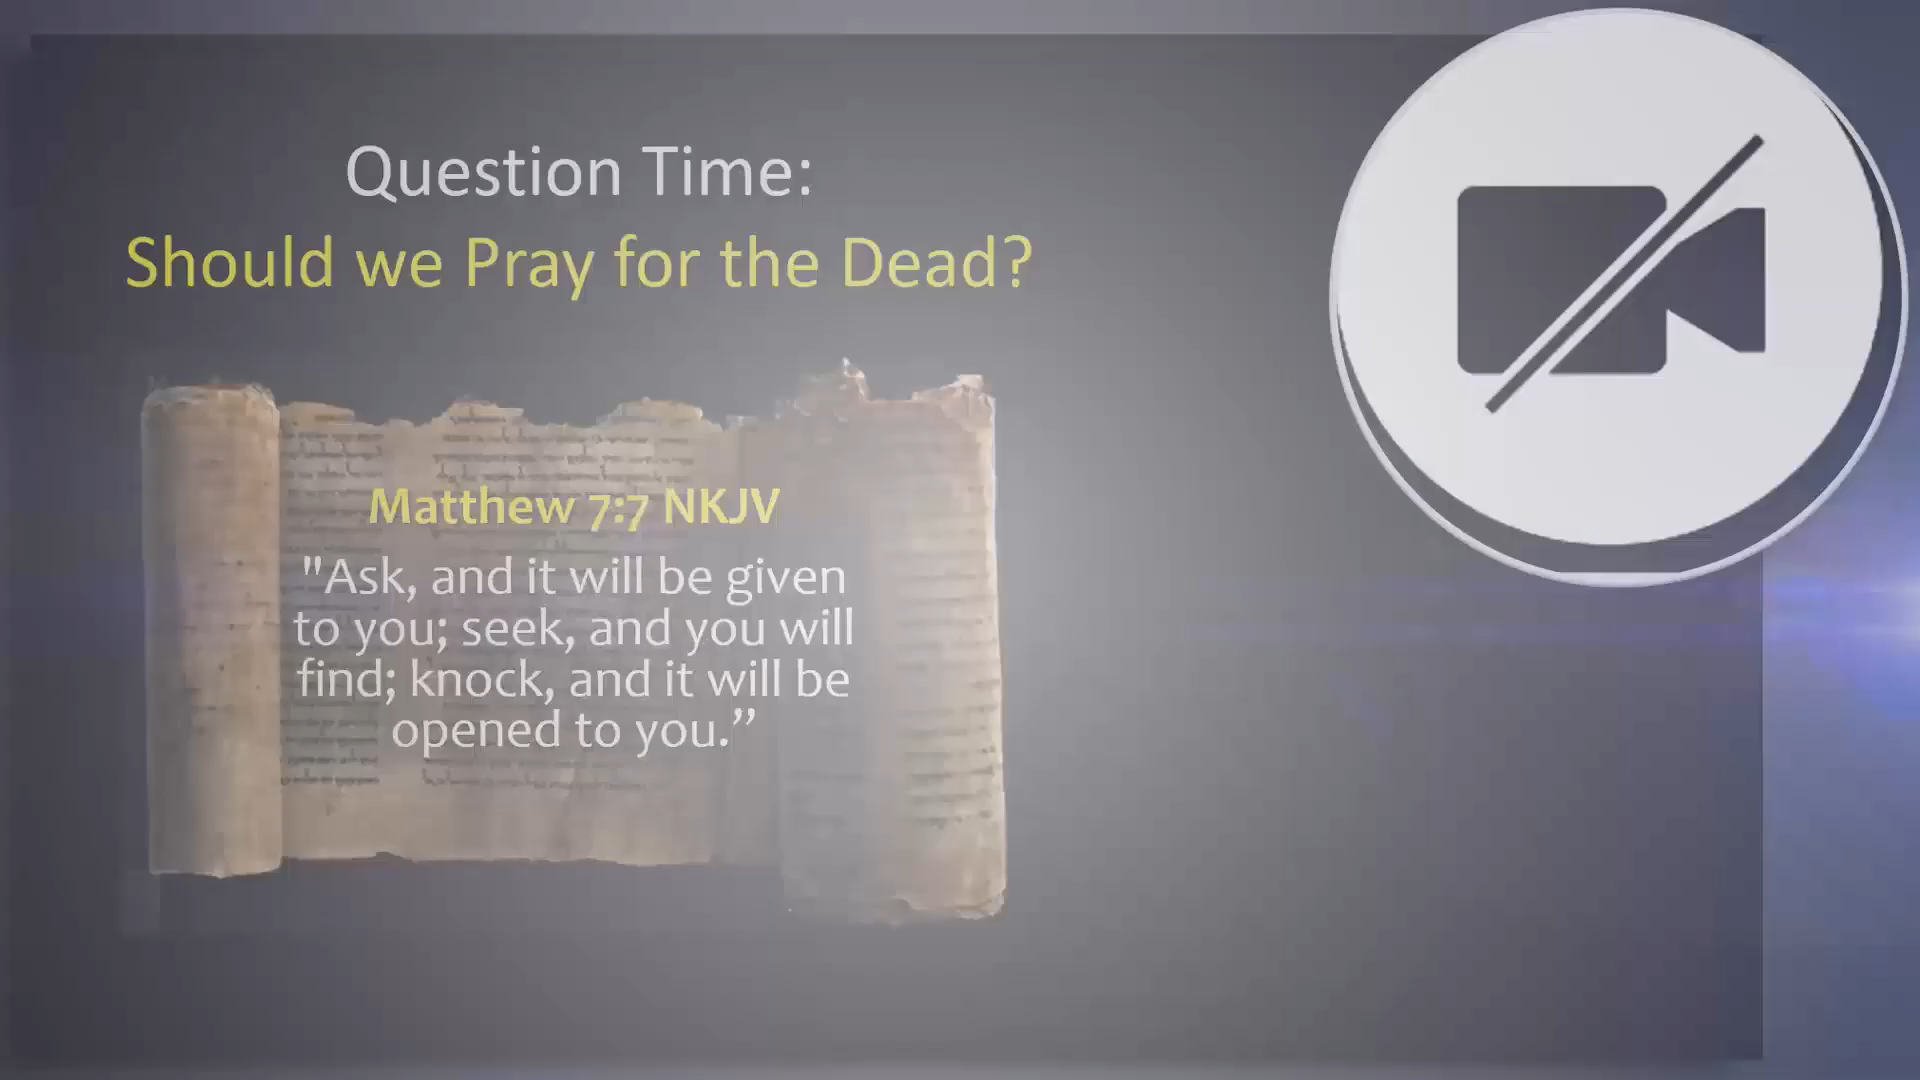 Question Time:
Should we Pray for the Dead?
Matthew 7:7 NKJV
"Ask, and it will be given
to you; seek, and you will
find; knock, and it will be
opened to you.”